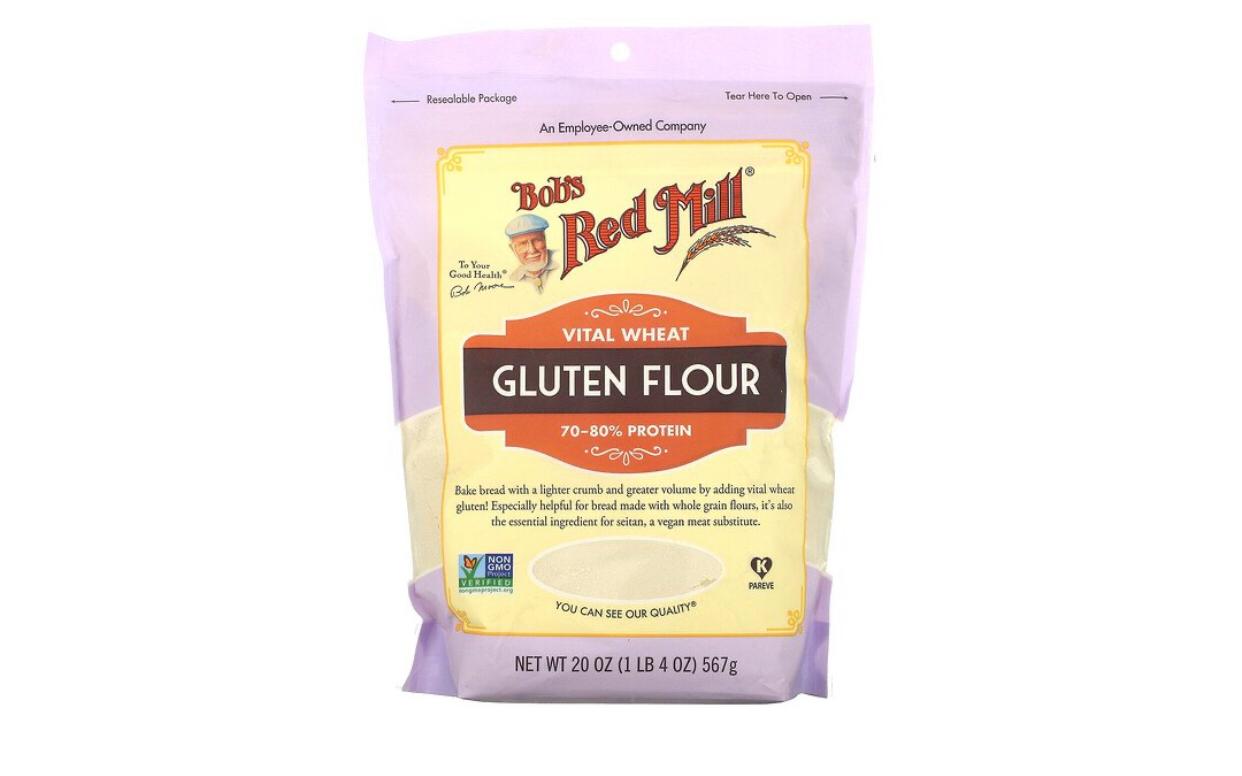 Resealable Package
Tear Here To Open
An Employee-Owned Company
Bob's
Red Mill®
To Your
Good Health®
Bob Moore
VITAL WHEAT
GLUTEN FLOUR
70–80% PROTEIN
Bake bread with a lighter crumb and greater volume by adding vital wheat
gluten! Especially helpful for bread made with whole grain flours, it's also
the essential ingredient for seitan, a vegan meat substitute.
NON
GMO
Project
VERIFIED
nongmoproject.org
K
PAREVE
YOU CAN SEE OUR QUALITY®
NET WT 20 OZ (1 LB 4 OZ) 567g